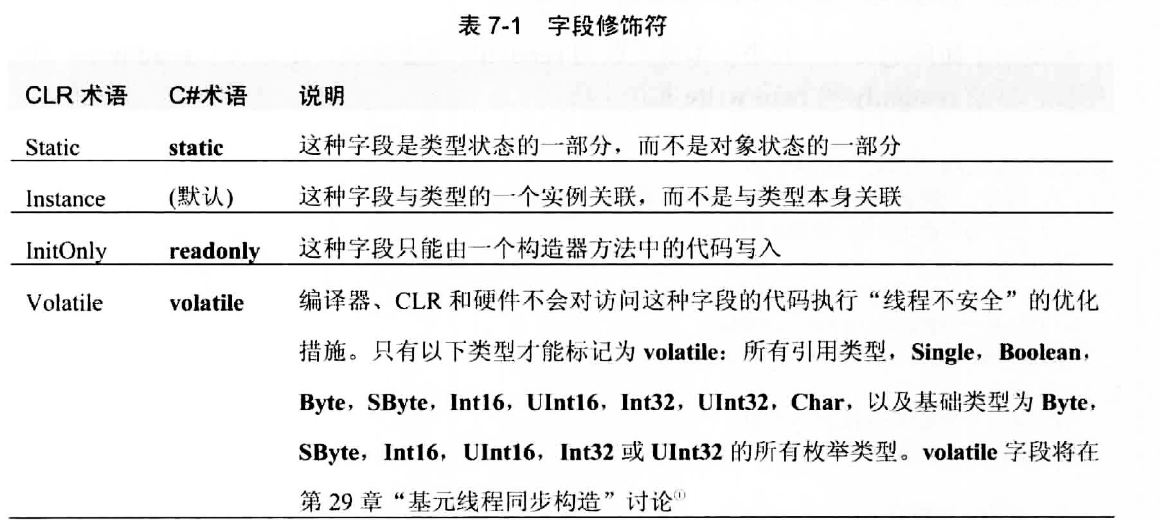 表 7-1 字段修饰符
CLR 术语 C#术语 说明
Static static 这种字段是类型状态的一部分，而不是对象状态的一部分
Instance (默认) 这种字段与类型的一个实例关联，而不是与类型本身关联
InitOnly readonly 这种字段只能由一个构造器方法中的代码写入
Volatile volatile 编译器、CLR 和硬件不会对访问这种字段的代码执行“线程不安全”的优化
措施。只有以下类型才能标记为 volatile：所有引用类型，Single，Boolean，
Byte，SByte，Int16，UInt16，Int32，UInt32，Char，以及基础类型为 Byte，
SByte，Int16，UInt16，Int32 或 UInt32 的所有枚举类型。volatile 字段将在
第 29 章“基元线程同步构造”讨论①